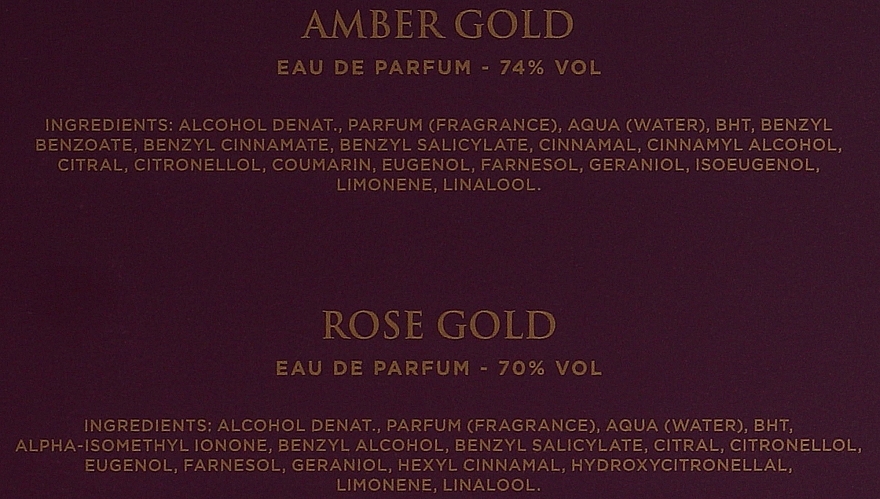 AMBER GOLD
EAU DE PARFUM - 74% VOL
INGREDIENTS: ALCOHOL DENAT., PARFUM (FRAGRANCE), AQUA (WATER), BHT, BENZYL
BENZOATE, BENZYL CINNAMATE, BENZYL SALICYLATE, CINNAMAL, CINNAMYL ALCOHOL,
CITRAL, CITRONELLOL, COUMARIN, EUGENOL, FARNESOL, GERANIOL, ISOEUGENOL,
LIMONENE, LINALOOL.
ROSE GOLD
EAU DE PARFUM - 70% VOL
INGREDIENTS: ALCOHOL DENAT., PARFUM (FRAGRANCE), AQUA (WATER), BHT,
ALPHA-ISOMETHYL IONONE, BENZYL ALCOHOL, BENZYL SALICYLATE, CITRAL, CITRONELLOL,
EUGENOL, FARNESOL, GERANIOL, HEXYL CINNAMAL, HYDROXYCITRONELLAL,
LIMONENE, LINALOOL.